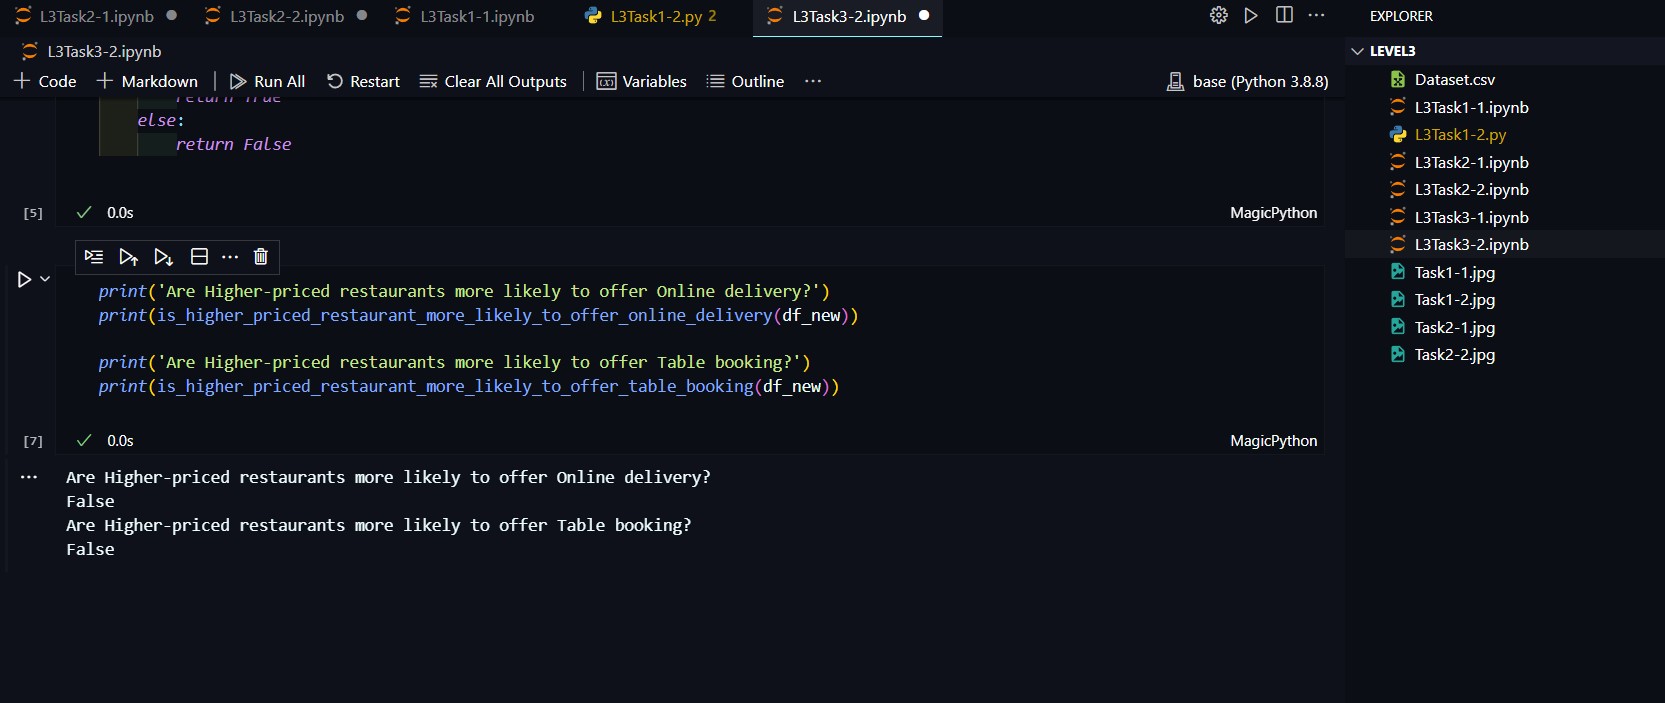 L3Task2-1.ipynb L3Task2-2.ipynb L3Task1-1.ipynb L3Task1-2.py 2 L3Task3-2.ipynb
L3Task3-2.ipynb
Code Markdown Run All Restart Clear All Outputs Variables Outline ... base (Python 3.8.8)
return True
else:
return False
[5] 0.0s MagicPython
print('Are Higher-priced restaurants more likely to offer Online delivery?')
print(is_higher_priced_restaurant_more_likely_to_offer_online_delivery(df_new))
print('Are Higher-priced restaurants more likely to offer Table booking?')
print(is_higher_priced_restaurant_more_likely_to_offer_table_booking(df_new))
[7] 0.0s MagicPython
Are Higher-priced restaurants more likely to offer Online delivery?
False
Are Higher-priced restaurants more likely to offer Table booking?
False
EXPLORER
LEVEL3
Dataset.csv
L3Task1-1.ipynb
L3Task1-2.py
L3Task2-1.ipynb
L3Task2-2.ipynb
L3Task3-1.ipynb
L3Task3-2.ipynb
Task1-1.jpg
Task1-2.jpg
Task2-1.jpg
Task2-2.jpg